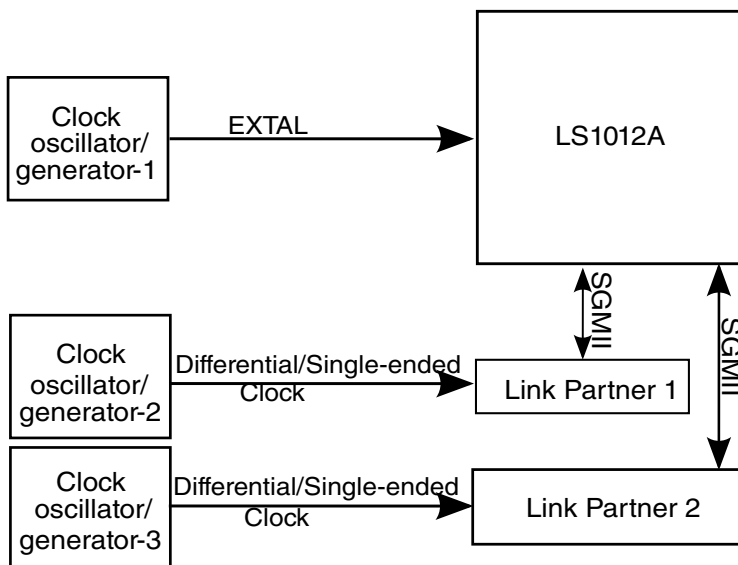 Clock
oscillator/
generator-1
EXTAL
LS1012A
SGMII
SGMII
Clock
oscillator/
generator-2
Differential/Single-ended
Clock
Link Partner 1
Clock
oscillator/
generator-3
Differential/Single-ended
Clock
Link Partner 2